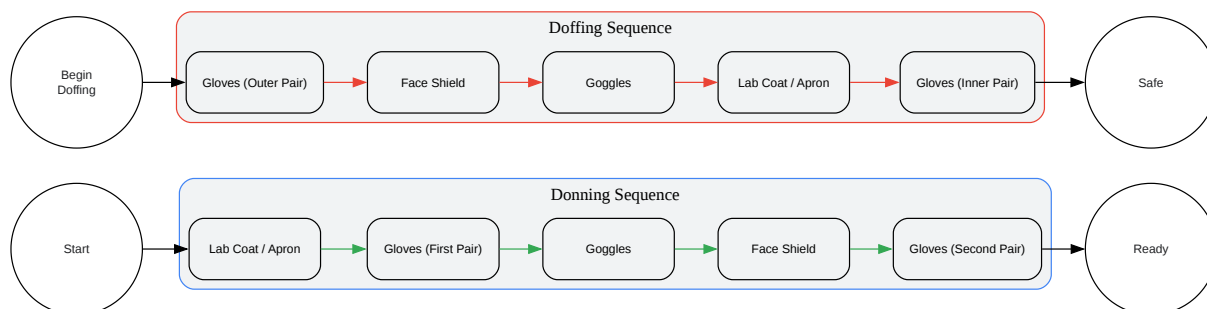 Doffing Sequence
Begin
Doffing
Gloves (Outer Pair)
Face Shield
Goggles
Lab Coat / Apron
Gloves (Inner Pair)
Safe
Donning Sequence
Start
Lab Coat / Apron
Gloves (First Pair)
Goggles
Face Shield
Gloves (Second Pair)
Ready